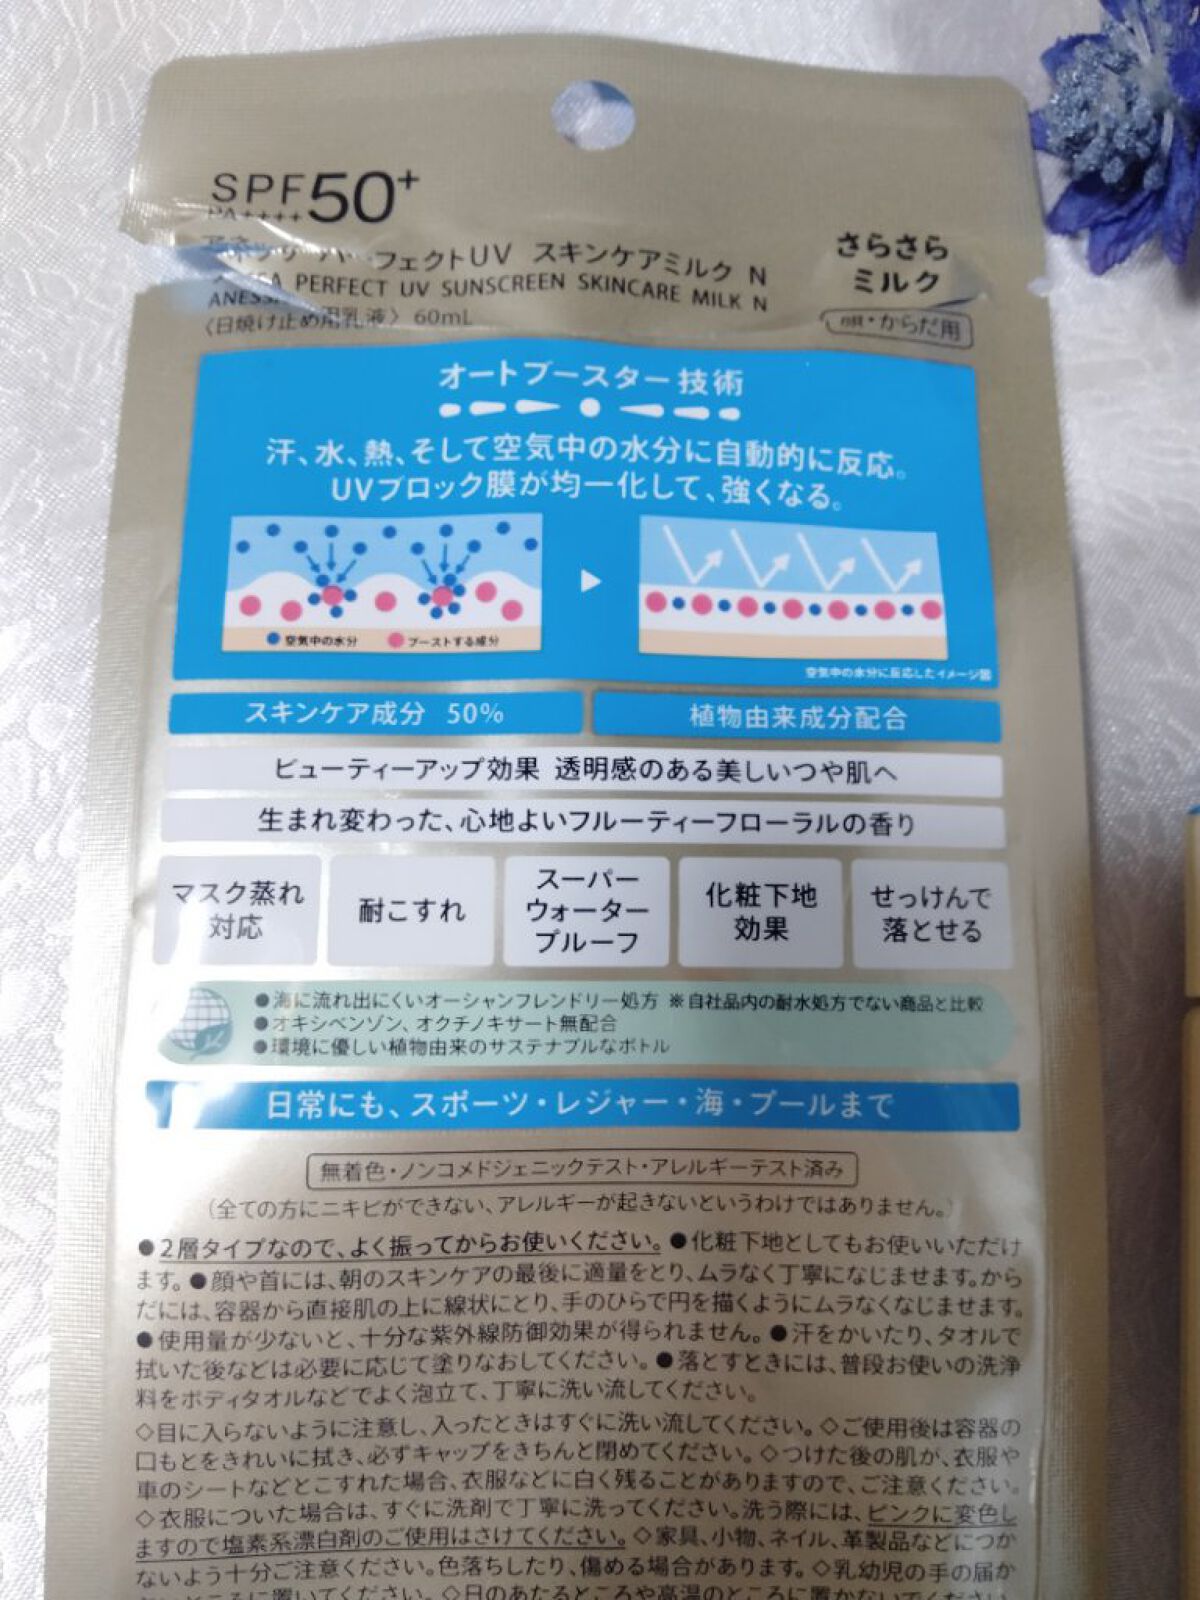 SPF50+
PA++++
フェクトUV スキンケアミルク N
PERFECT UV SUNSCREEN SKINCARE MILK N
〈日焼け止め用乳液〉 60mL
さらさら
ミルク
顔・からだ用
オートブースター技術
汗、水、熱、そして空気中の水分に自動的に反応。
UVブロック膜が均一化して、強くなる。
空気中の水分 ブーストする成分
空気中の水分に反応したイメージ図
スキンケア成分 50%
植物由来成分配合
ビューティーアップ効果 透明感のある美しいつや肌へ
生まれ変わった、心地よいフルーティーフローラルの香り
マスク蒸れ
対応
耐こすれ
スーパー
ウォーター
プルーフ
化粧下地
効果
せっけんで
落とせる
●海に流れ出にくいオーシャンフレンドリー処方 ※自社品内の耐水処方でない商品と比較
●オキシベンゾン、オクチノキサート無配合
●環境に優しい植物由来のサステナブルなボトル
日常にも、スポーツ・レジャー・海・プールまで
無着色・ノンコメドジェニックテスト・アレルギーテスト済み
(全ての方にニキビができない、アレルギーが起きないというわけではありません。)
●2層タイプなので、よく振ってからお使いください。●化粧下地としてもお使いいただけ
ます。●顔や首には、朝のスキンケアの最後に適量をとり、ムラなく丁寧になじませます。から
だには、容器から直接肌の上に線状にとり、手のひらで円を描くようにムラなくなじませます。
●使用量が少ないと、十分な紫外線防御効果が得られません。●汗をかいたり、タオルで
拭いた後などは必要に応じて塗りなおしてください。●落とすときには、普段お使いの洗浄
料をボディタオルなどでよく泡立て、丁寧に洗い流してください。
◇目に入らないように注意し、入ったときはすぐに洗い流してください。◇ご使用後は容器の
口もとをきれいに拭き、必ずキャップをきちんと閉めてください。◇つけた後の肌が、衣服や
車のシートなどとこすれた場合、衣服などに白く残ることがありますので、ご注意ください。
◇衣服についた場合は、すぐに洗剤で丁寧に洗ってください。洗う際には、ピンクに変色し
ますので塩素系漂白剤のご使用はさけてください。◇家具、小物、ネイル、革製品などにつか
ないよう十分ご注意ください。色落ちしたり、傷める場合があります。◇乳幼児の手の届か
ないところに置いてください。◇日のあたるところや高温のところに置かないでください。